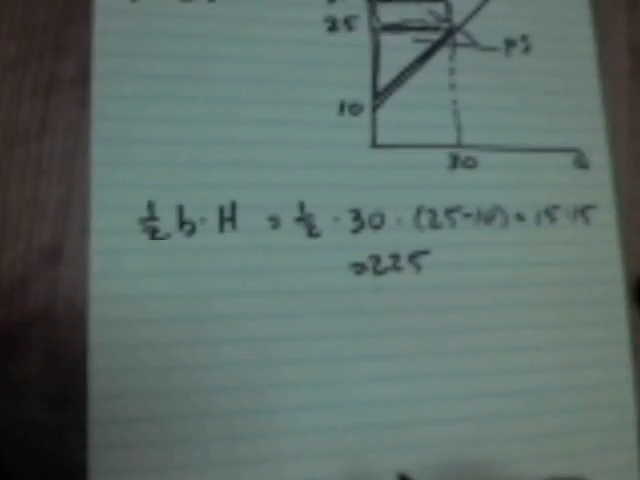 25
PS
10
30
Q
1/2 b · H = 1/2 · 30 · (25-10) = 15·15
=225